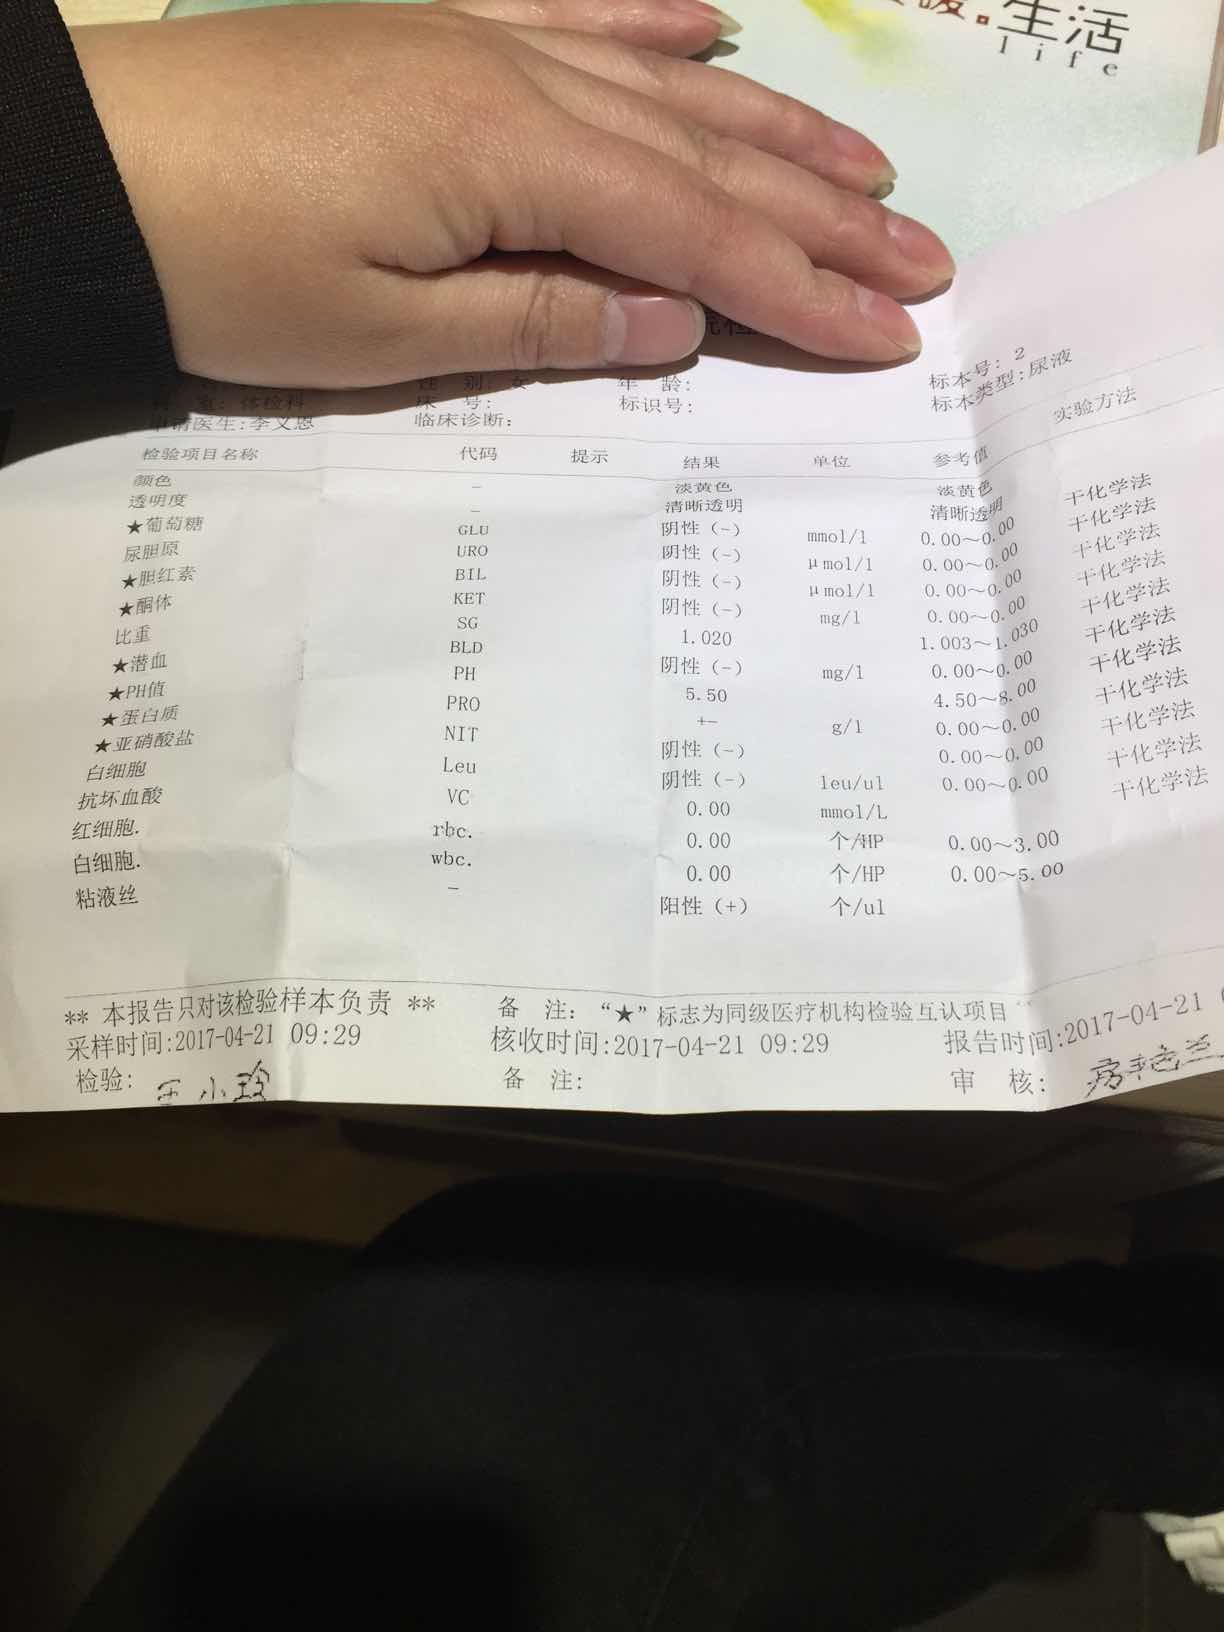 生活
life
性 别: 女 年 龄: 标本号: 2
体检科 床 号: 标识号: 标本类型:尿液
申请医生:李文恩 临床诊断:
检验项目名称 代码 提示 结果 单位 参考值 实验方法
颜色 - 淡黄色 淡黄色 干化学法
透明度 - 清晰透明 清晰透明 干化学法
★葡萄糖 GLU 阴性(-) mmol/l 0.00~0.00 干化学法
尿胆原 URO 阴性(-) μmol/l 0.00~0.00 干化学法
★胆红素 BIL 阴性(-) μmol/l 0.00~0.00 干化学法
★酮体 KET 阴性(-) mg/l 0.00~0.00 干化学法
比重 SG 1.020 1.003~1.030 干化学法
★潜血 BLD 阴性(-) mg/l 0.00~0.00 干化学法
★PH值 PH 5.50 4.50~8.00 干化学法
★蛋白质 PRO +- g/l 0.00~0.00 干化学法
★亚硝酸盐 NIT 阴性(-) 0.00~0.00 干化学法
白细胞 Leu 阴性(-) leu/ul 0.00~0.00
抗坏血酸 VC 0.00 mmol/L
红细胞. rbc. 0.00 个/HP 0.00~3.00
白细胞. wbc. 0.00 个/HP 0.00~5.00
粘液丝 - 阳性(+) 个/ul
** 本报告只对该检验样本负责 ** 备 注: “★”标志为同级医疗机构检验互认项目
采样时间:2017-04-21 09:29 核收时间:2017-04-21 09:29 报告时间:2017-04-21
检验: 王小玲 备 注: 审 核: